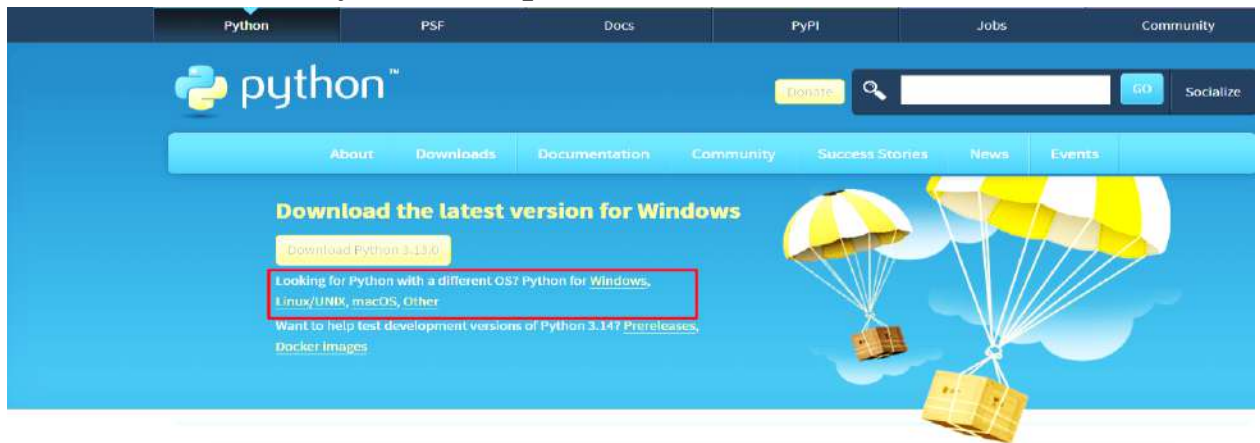 Python PSF Docs PyPI Jobs Community
python™
Donate GO Socialize
About Downloads Documentation Community Success Stories News Events
Download the latest version for Windows
Download Python 3.13.0
Looking for Python with a different OS? Python for Windows,
Linux/UNIX, macOS, Other
Want to help test development versions of Python 3.14? Prereleases,
Docker images